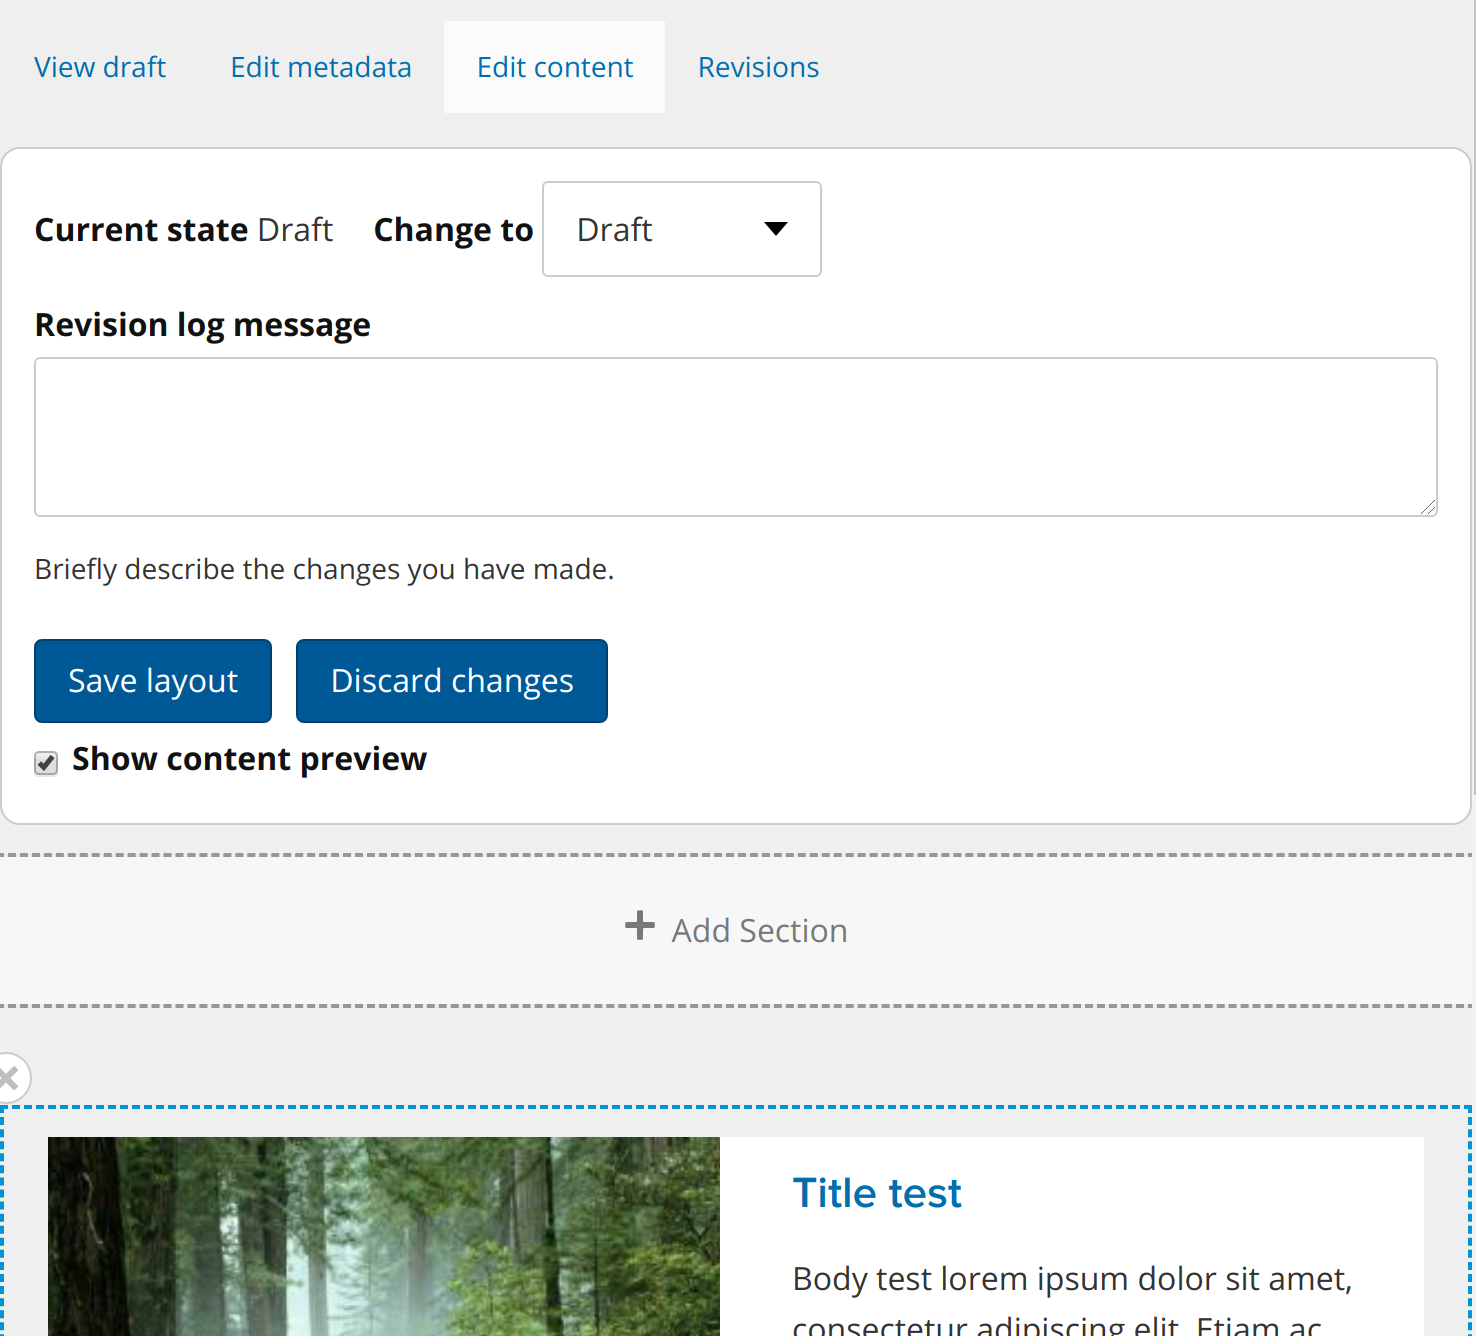 View draft Edit metadata Edit content Revisions
Current state Draft Change to Draft
Revision log message
Briefly describe the changes you have made.
Save layout Discard changes
Show content preview
Add Section
Title test
Body test lorem ipsum dolor sit amet,
consectetur adipiscing elit. Etiam ac